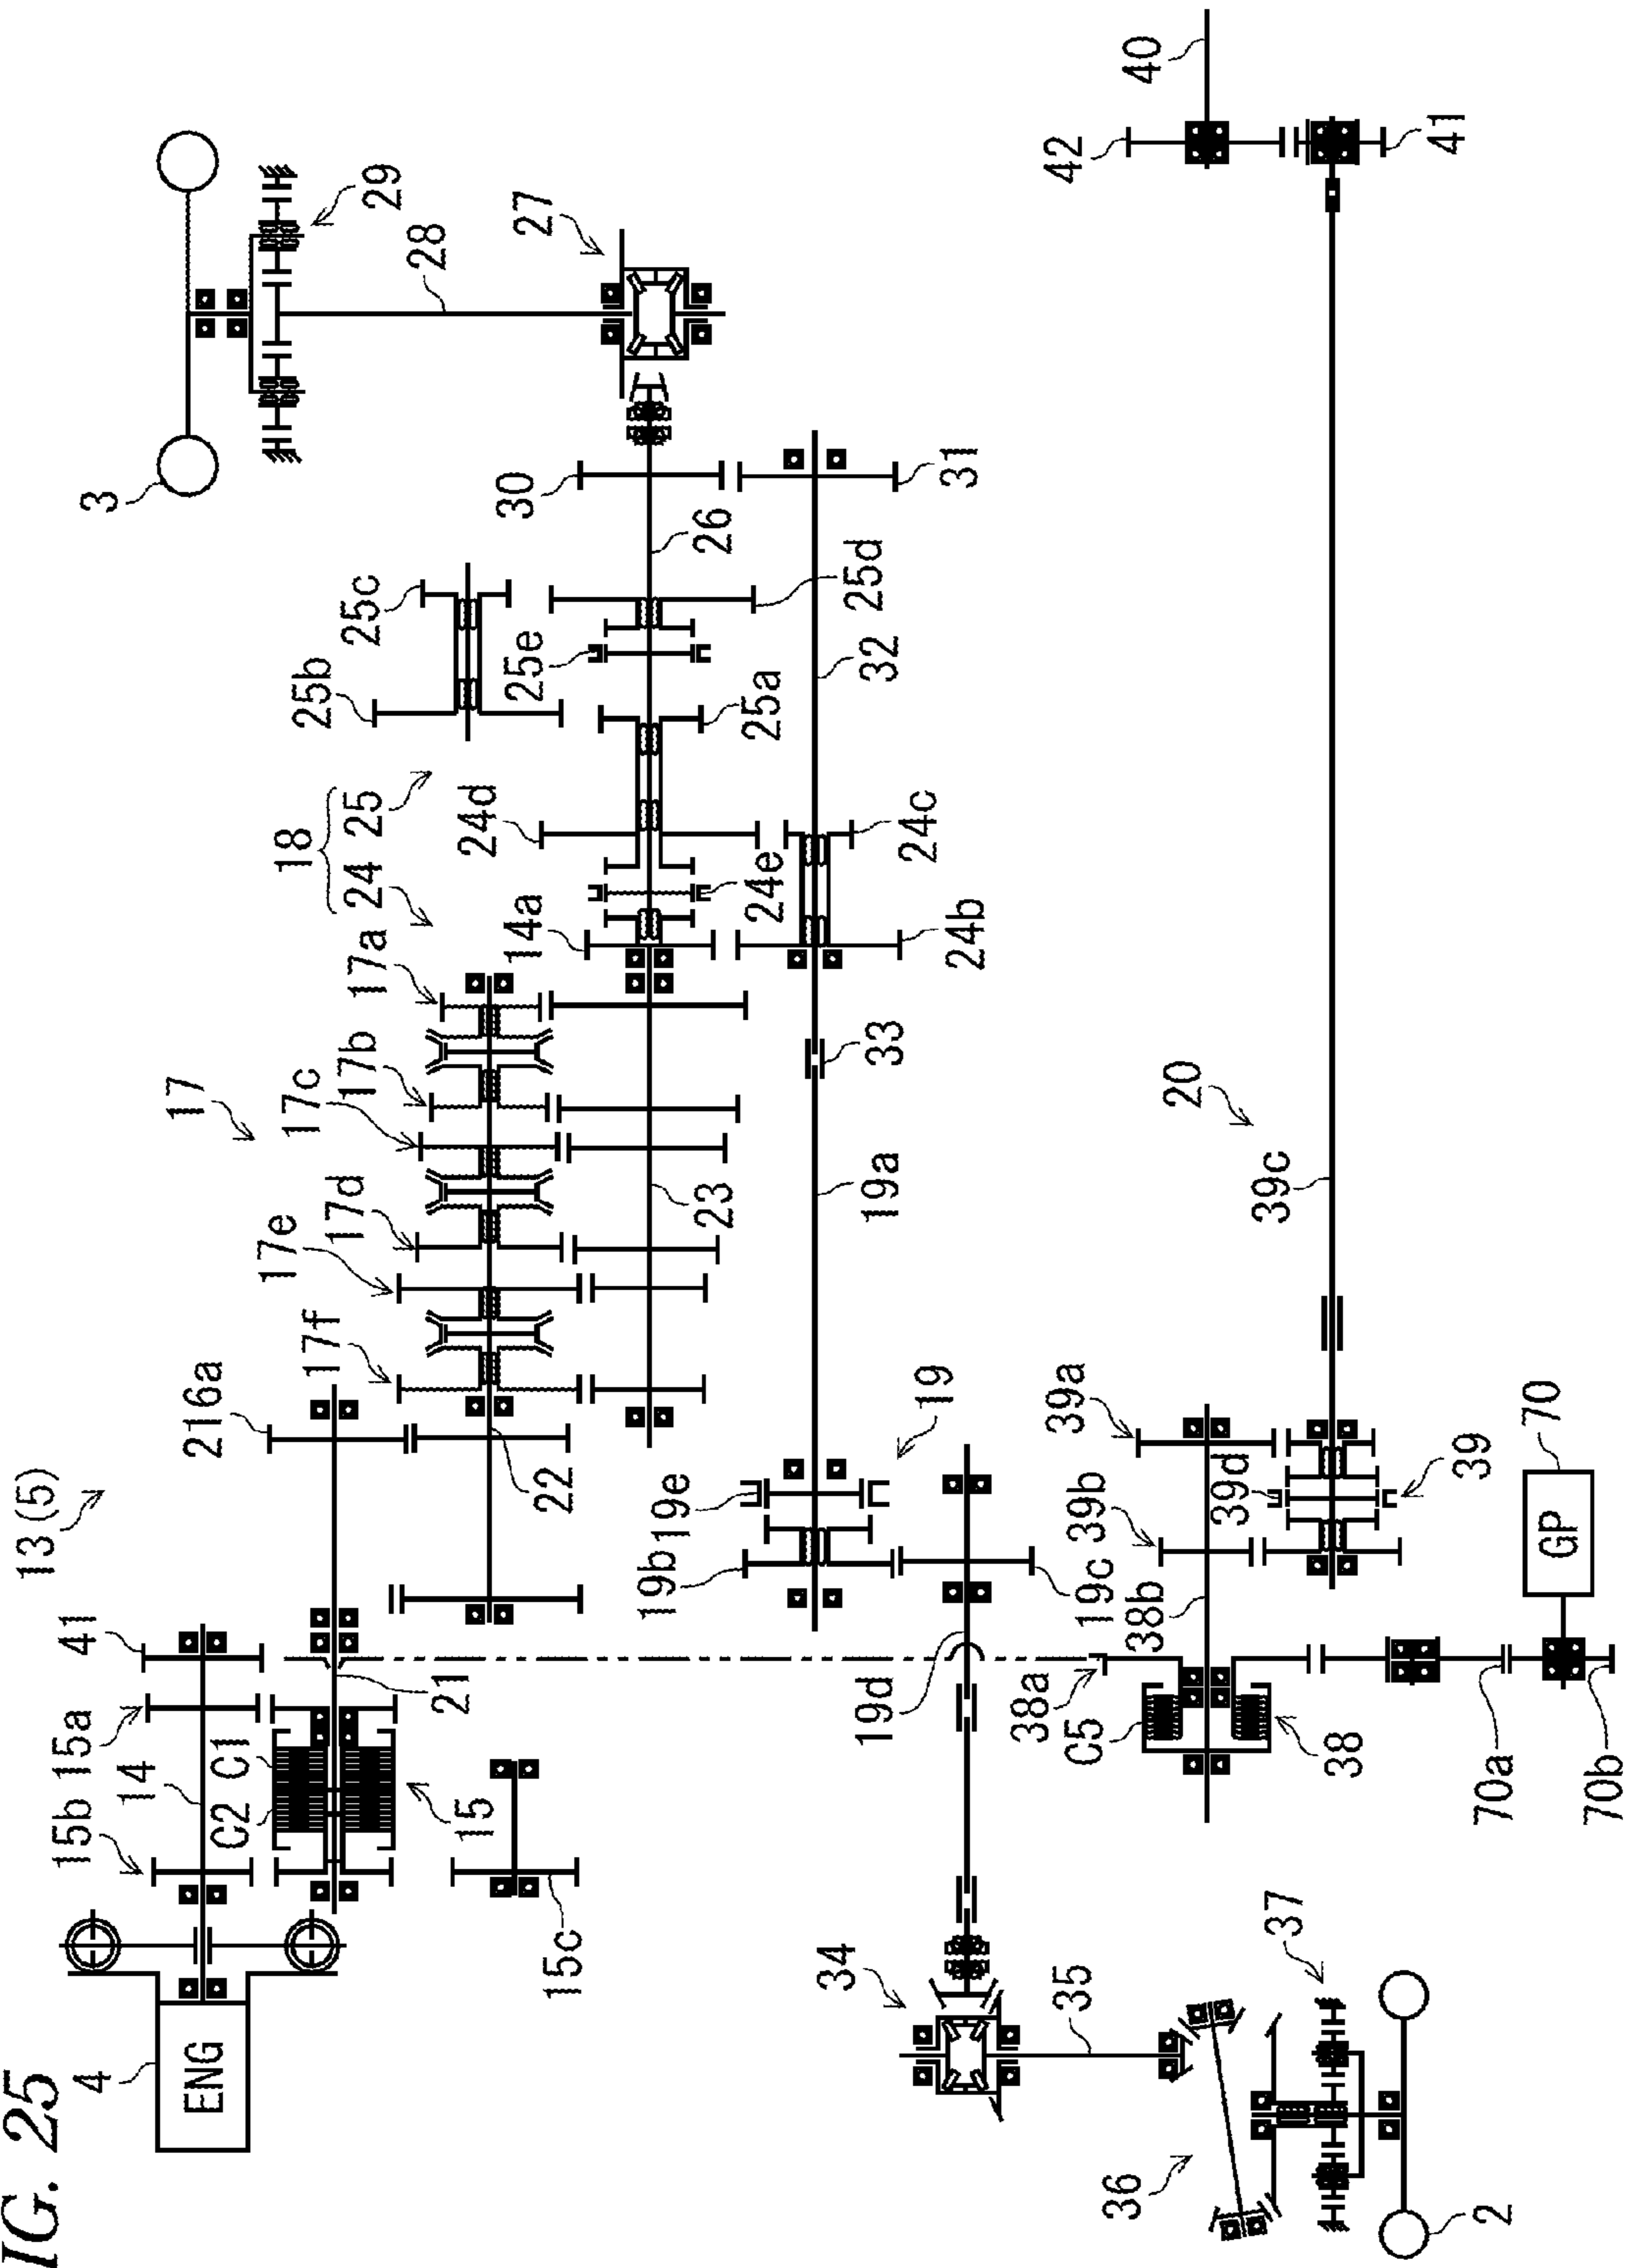 IG. 25
13(5)
4
ENG
15b
15a
41
14
C2
C1
15
15c
21
216a
22
17
17f
17e
17d
17c
17b
17a
18
24
25
14a
24d
24e
24b
24c
25a
25b
25c
25e
25d
23
26
30
31
32
33
3
29
28
27
19a
19
19b
19e
19c
19d
34
35
36
37
2
38a
C5
38
38b
39b
39a
39d
39
39c
20
70
GP
70a
70b
40
42
41